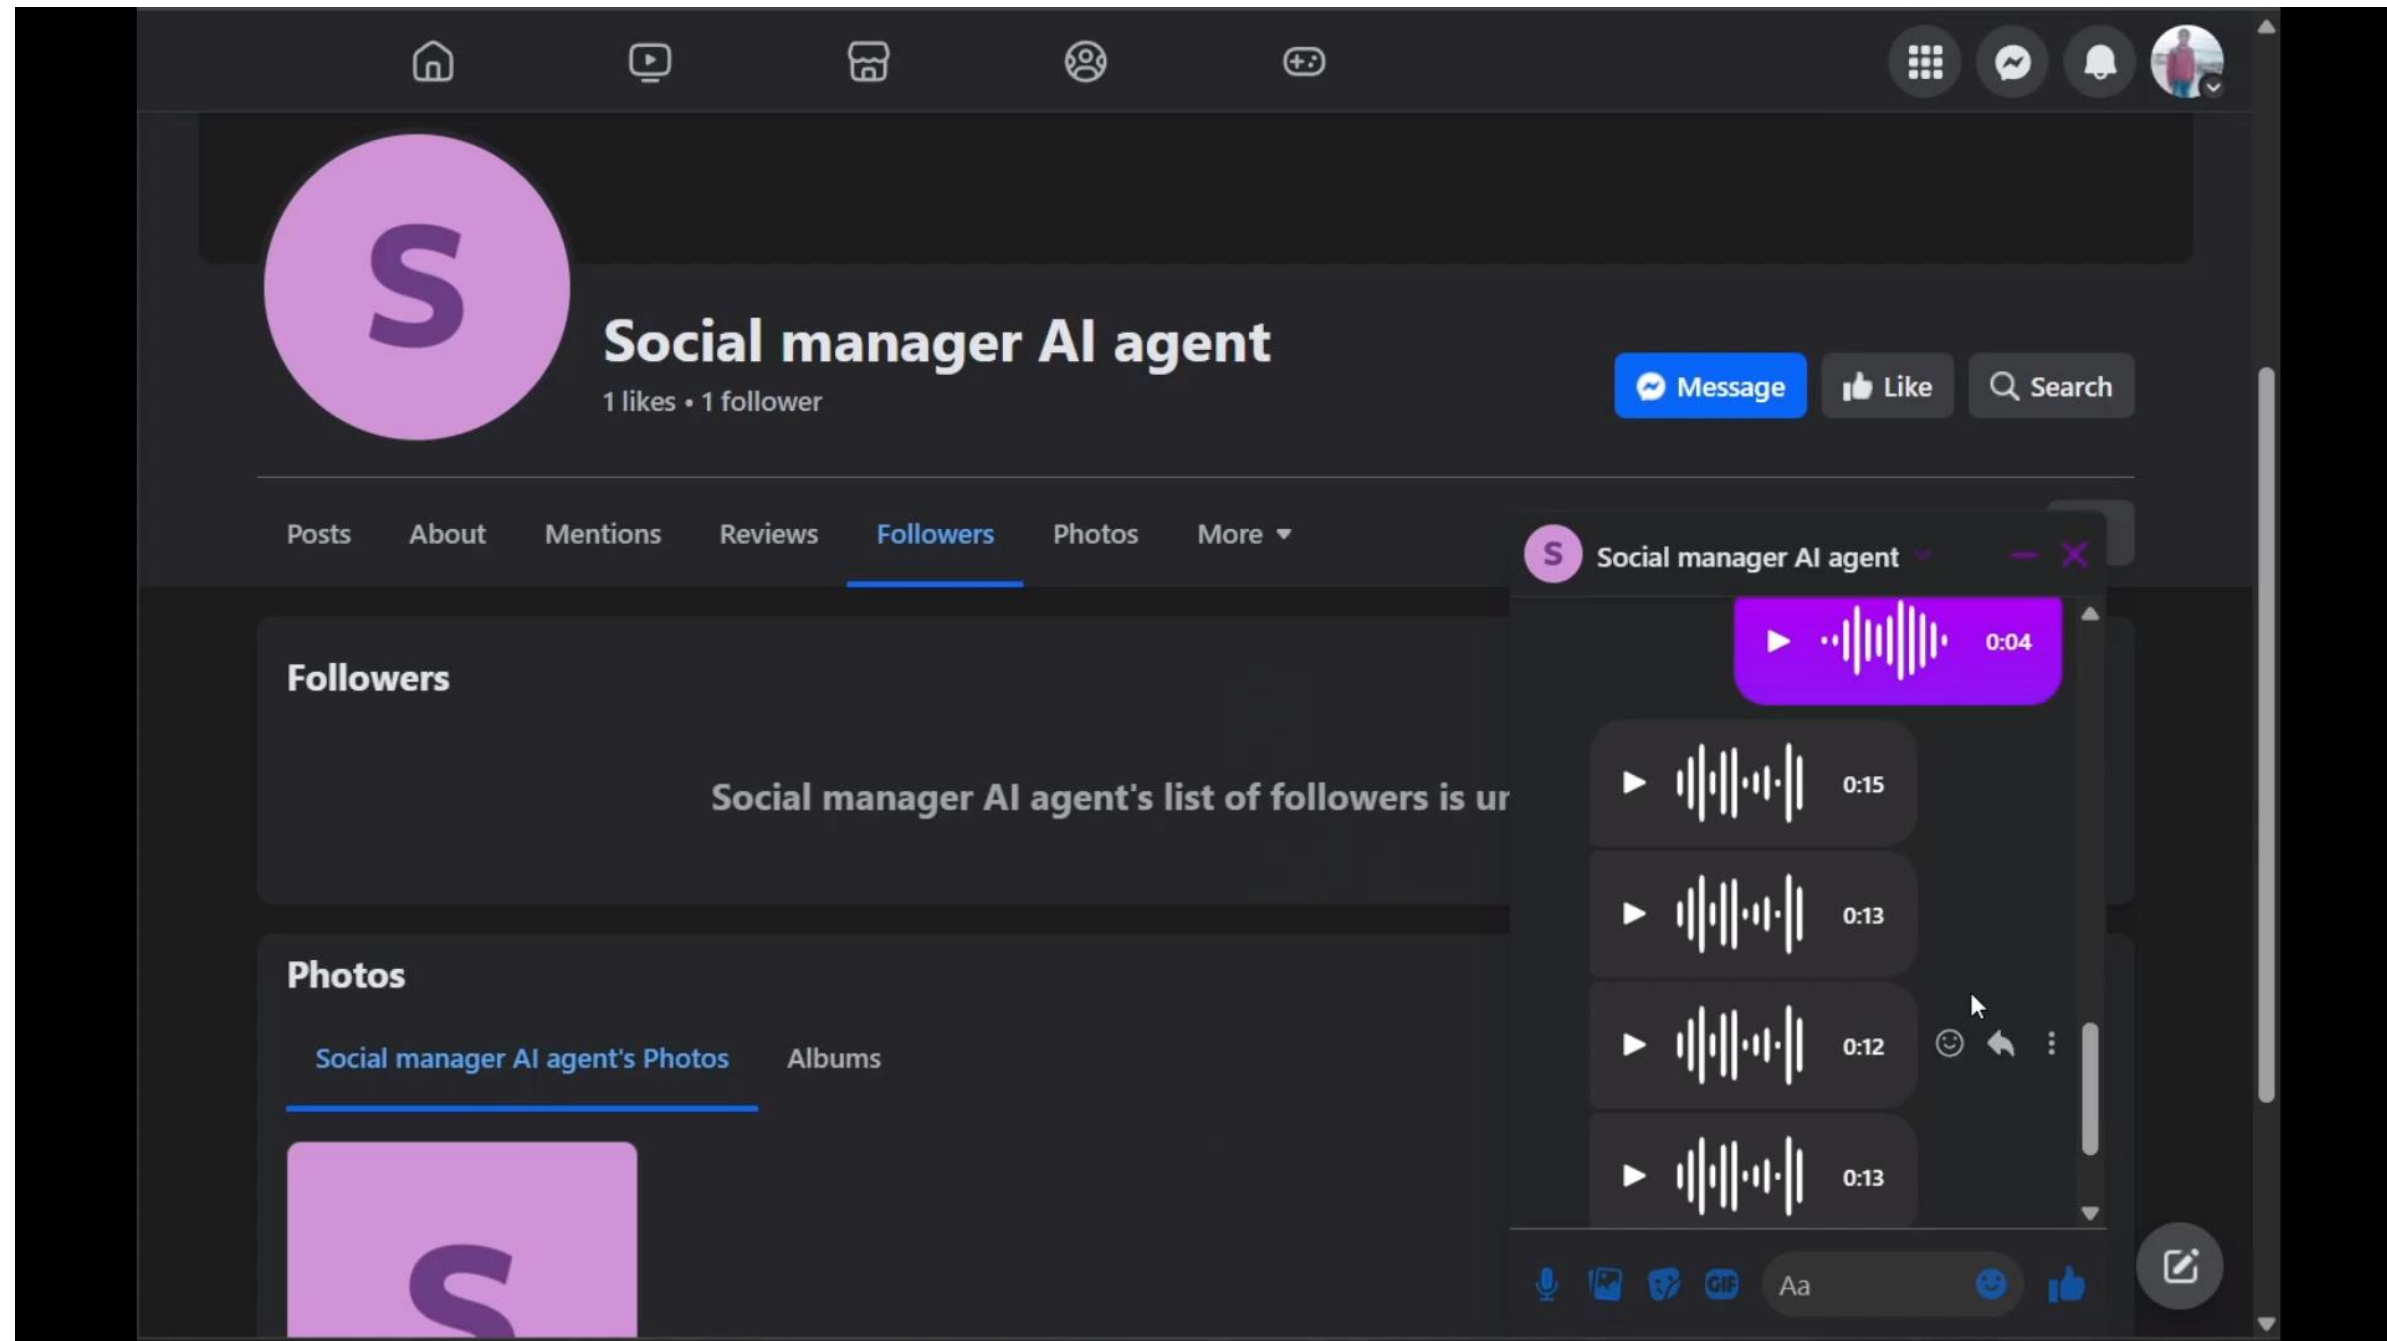 S
Social manager AI agent
1 likes • 1 follower
Message
Like
Search
Posts
About
Mentions
Reviews
Followers
Photos
More
Followers
Social manager AI agent's list of followers is
Photos
Social manager AI agent's Photos
Albums
S
S
Social manager AI agent
0:04
0:15
0:13
0:12
0:13
GIF
Aa